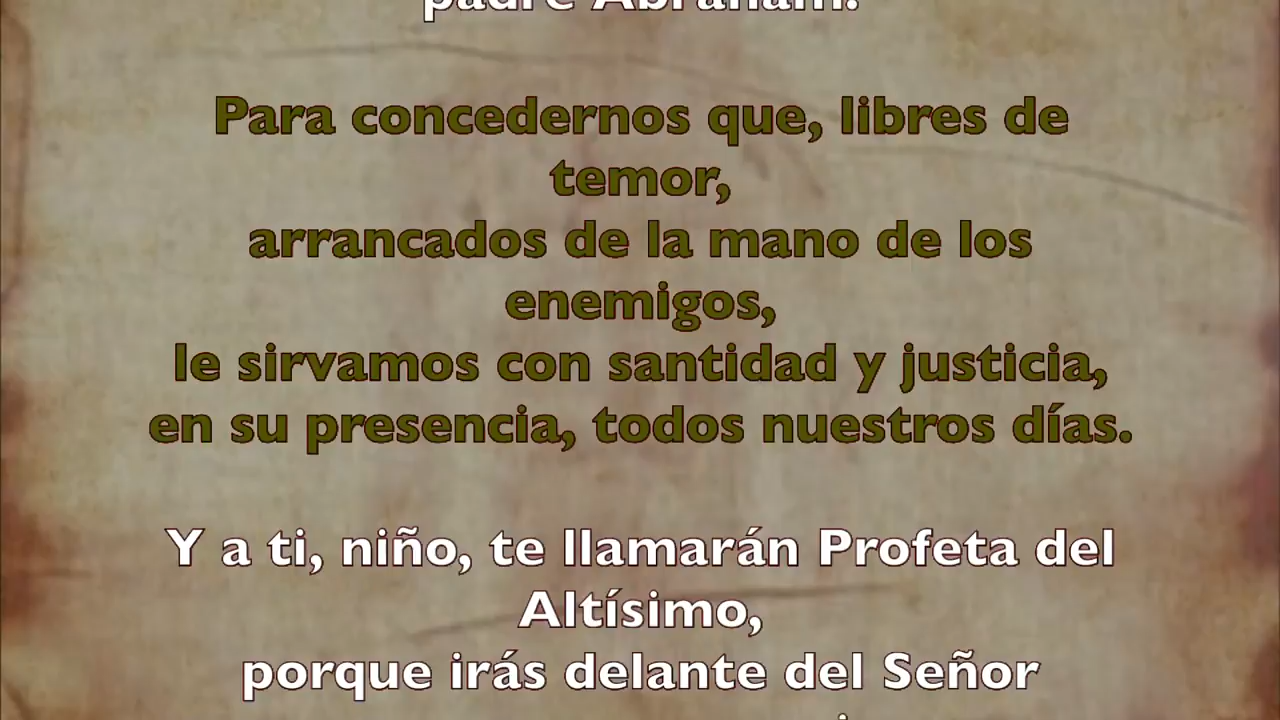 padre Abraham.
Para concedernos que, libres de
temor,
arrancados de la mano de los
enemigos,
le sirvamos con santidad y justicia,
en su presencia, todos nuestros días.
Y a ti, niño, te llamarán Profeta del
Altísimo,
porque irás delante del Señor